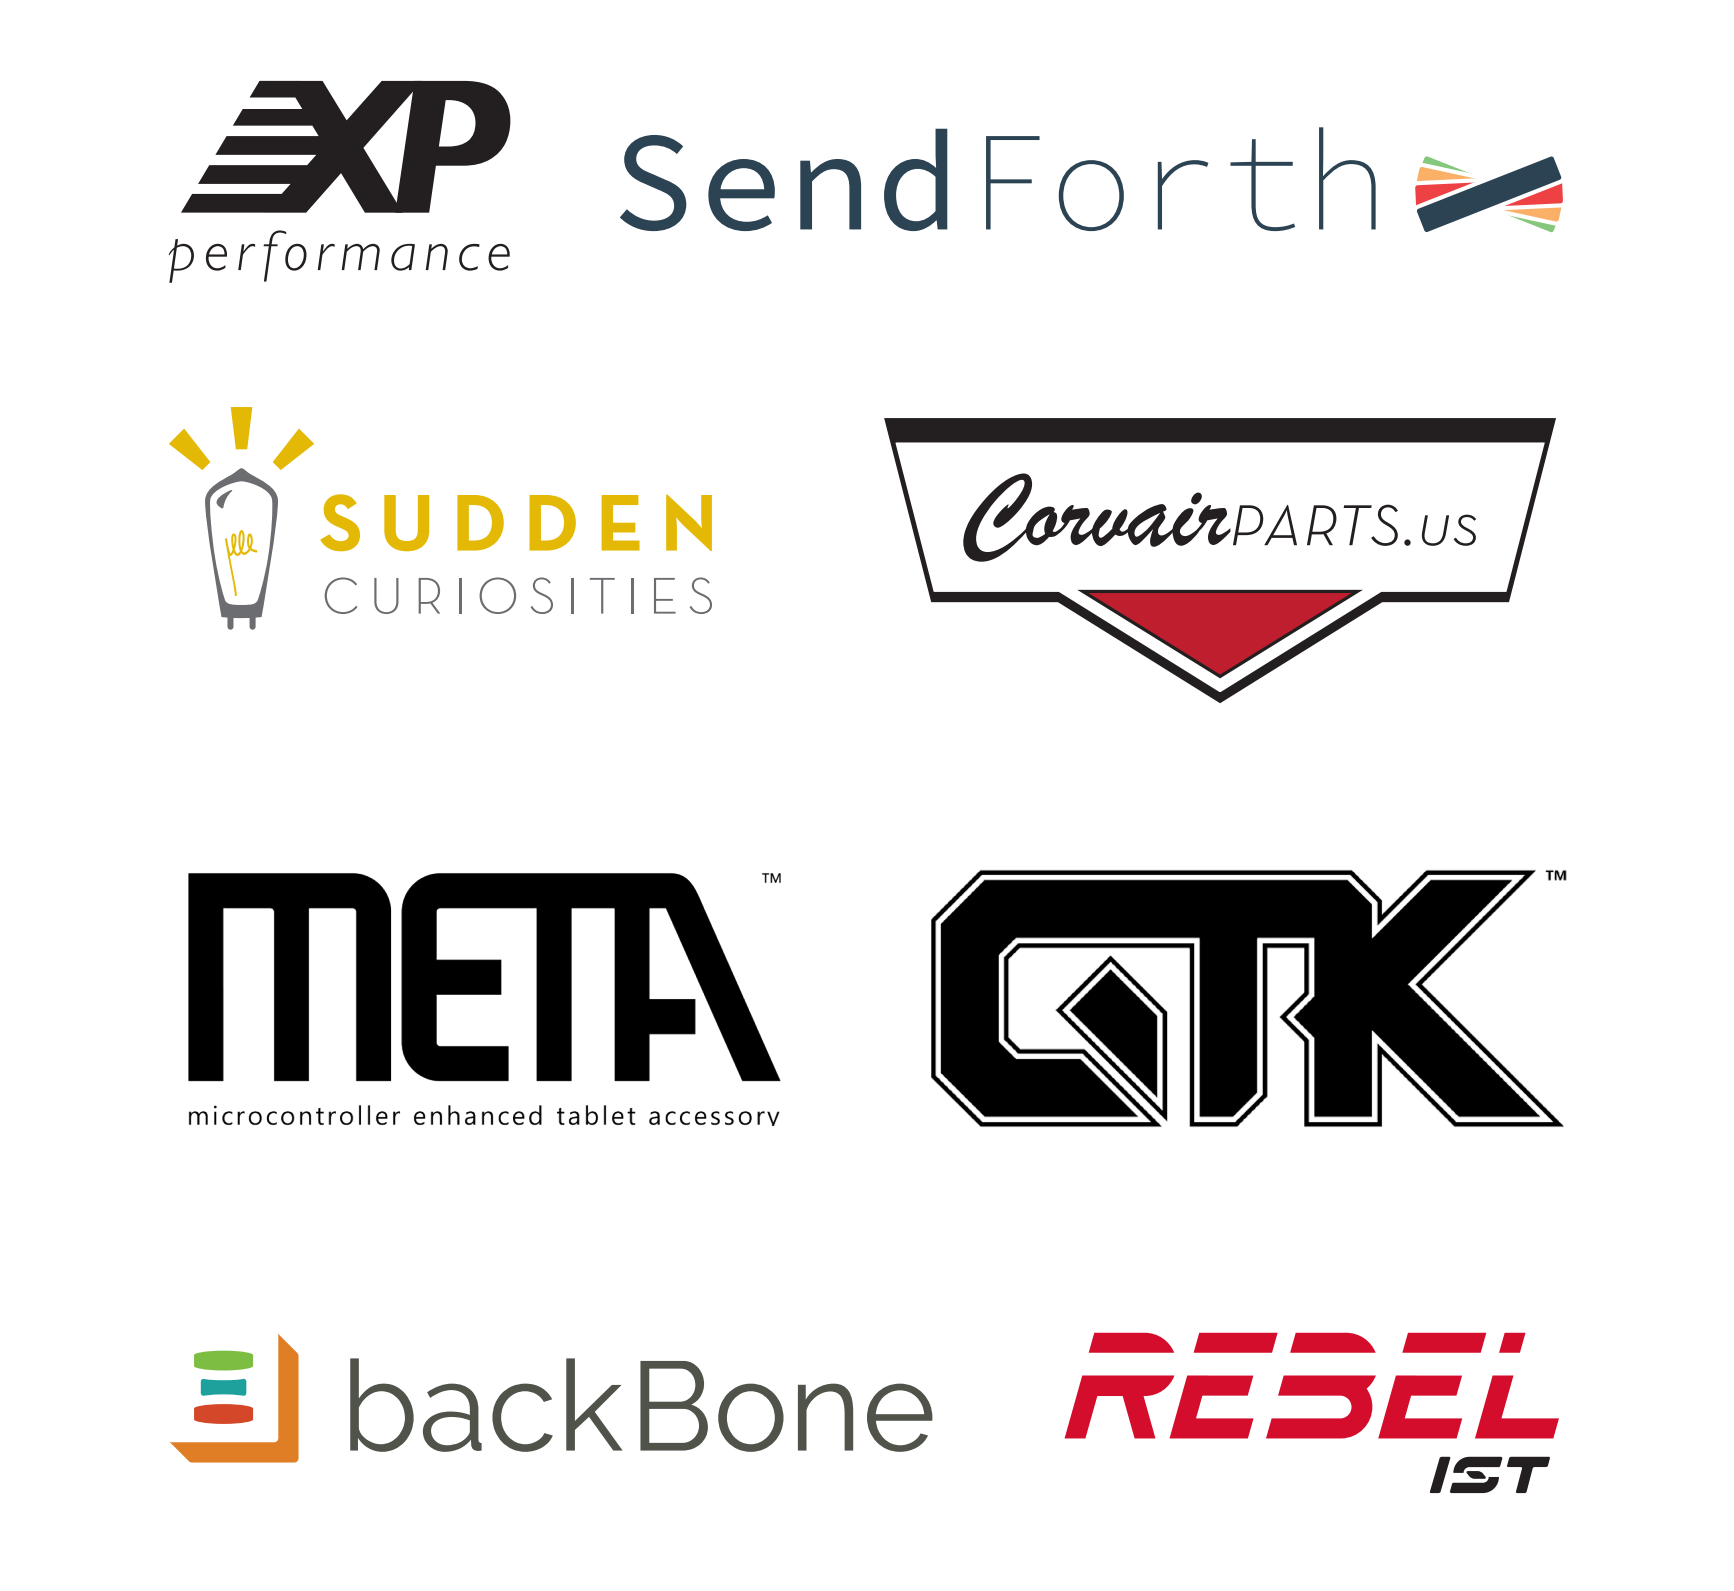 XP
performance
SendForth
SUDDEN
CURIOSITIES
CorvairPARTS.us
META™
microcontroller enhanced tablet accessory
GTK™
backBone
REBEL
IST